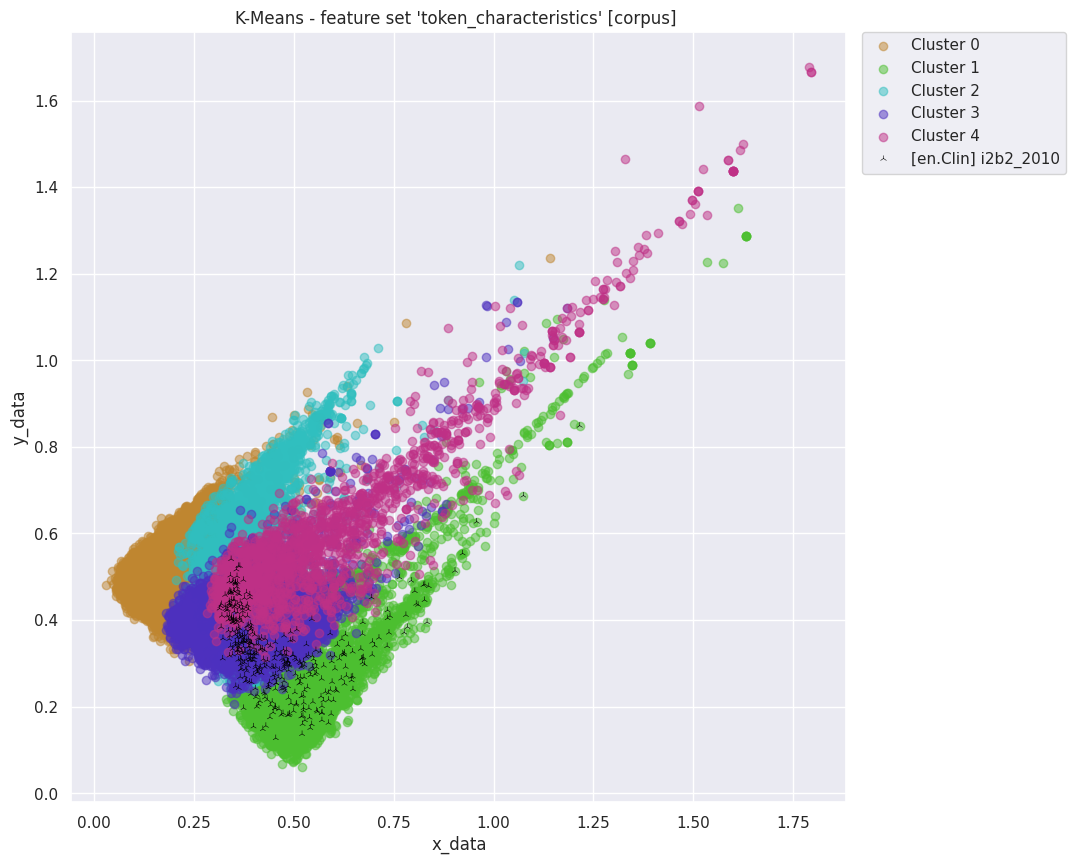 K-Means - feature set 'token_characteristics' [corpus]
Cluster 0
Cluster 1
Cluster 2
Cluster 3
Cluster 4
[en.Clin] i2b2_2010
y_data
1.6
1.4
1.2
1.0
0.8
0.6
0.4
0.2
0.0
0.00 0.25 0.50 0.75 1.00 1.25 1.50 1.75
x_data